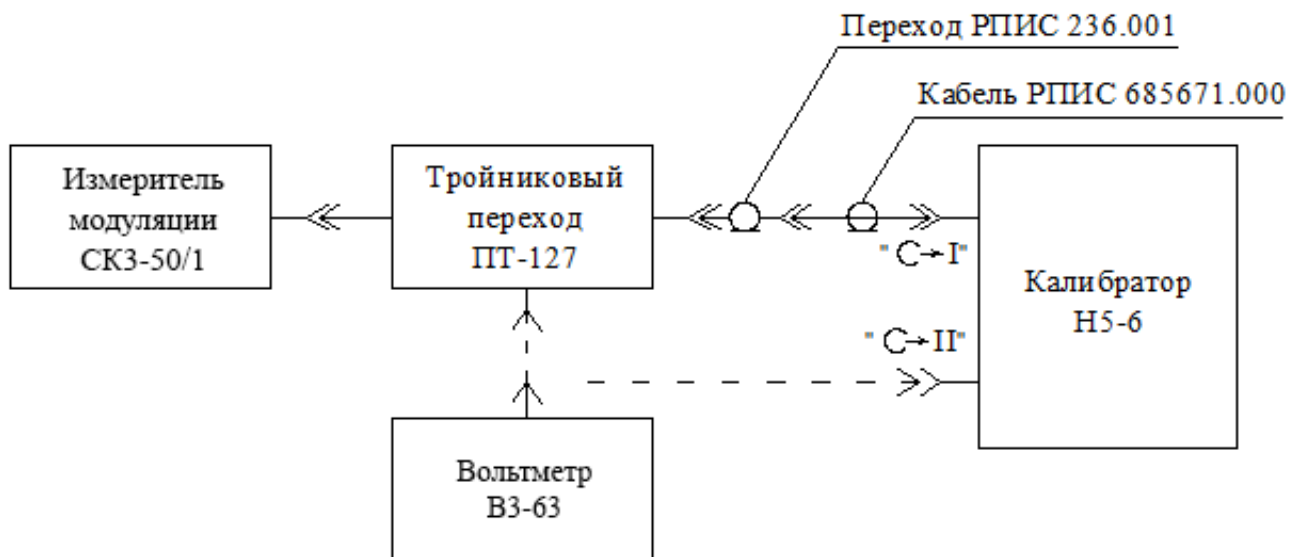 Переход РПИС 236.001
Кабель РПИС 685671.000
Измеритель
модуляции
СК3-50/1
Тройниковый
переход
ПТ-127
" С→I"
Калибратор
Н5-6
" С→II"
Вольтметр
В3-63